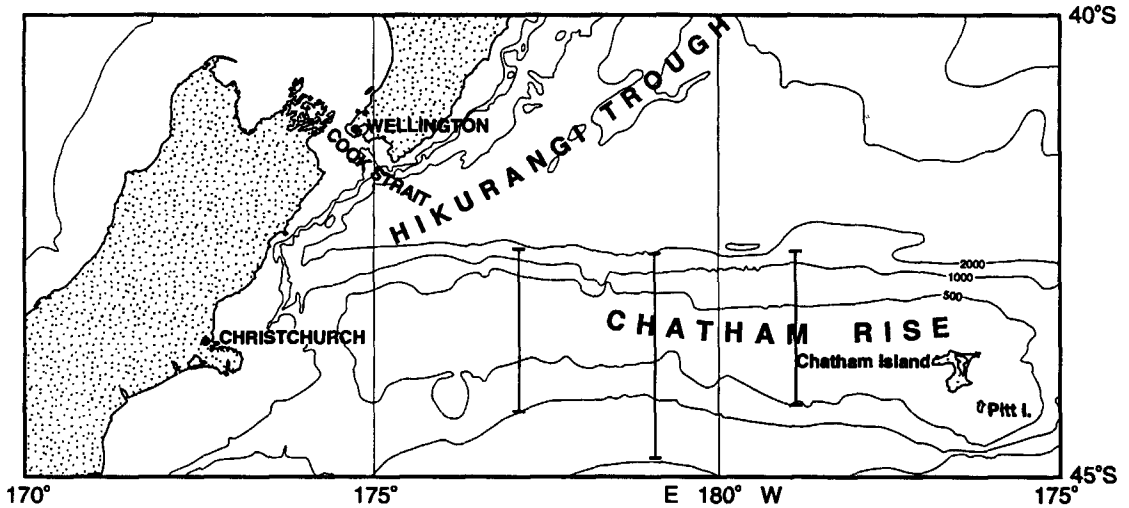 40°S
HIKURANGI TROUGH
WELLINGTON
COOK STRAIT
2000
1000
500
CHATHAM RISE
CHRISTCHURCH
Chatham Island
Pitt I.
45°S
170° 175° E 180° W 175°